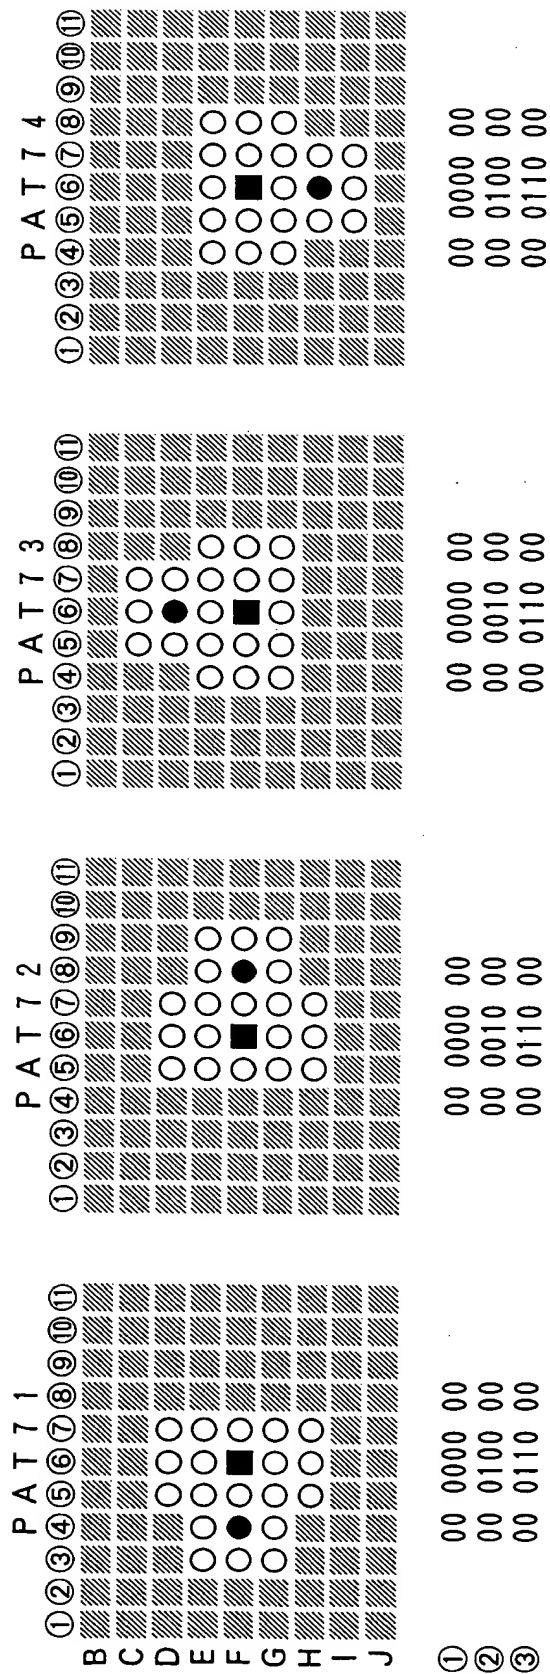 PAT71 PAT72 PAT73 PAT74
①②③④⑤⑥⑦⑧⑨⑩⑪ ①②③④⑤⑥⑦⑧⑨⑩⑪ ①②③④⑤⑥⑦⑧⑨⑩⑪ ①②③④⑤⑥⑦⑧⑨⑩⑪
B
C
D
E
F
G
H
I
J
① 00 0000 00 00 0000 00 00 0000 00 00 0000 00
② 00 0100 00 00 0010 00 00 0010 00 00 0100 00
③ 00 0110 00 00 0110 00 00 0110 00 00 0110 00